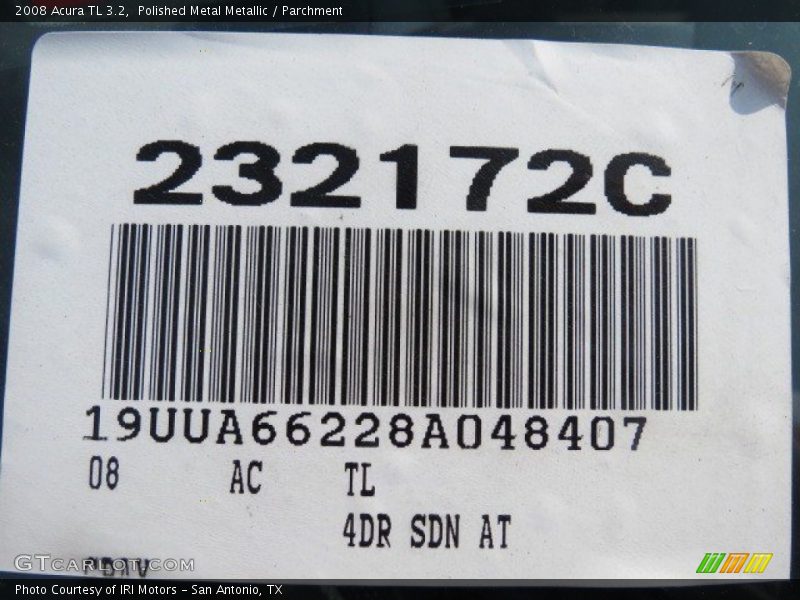 2008 Acura TL 3.2,  Polished Metal Metallic / Parchment
232172C
19UUA66228A048407
08 AC TL
4DR SDN AT
GTCarLot.com
Photo Courtesy of IRI Motors - San Antonio, TX